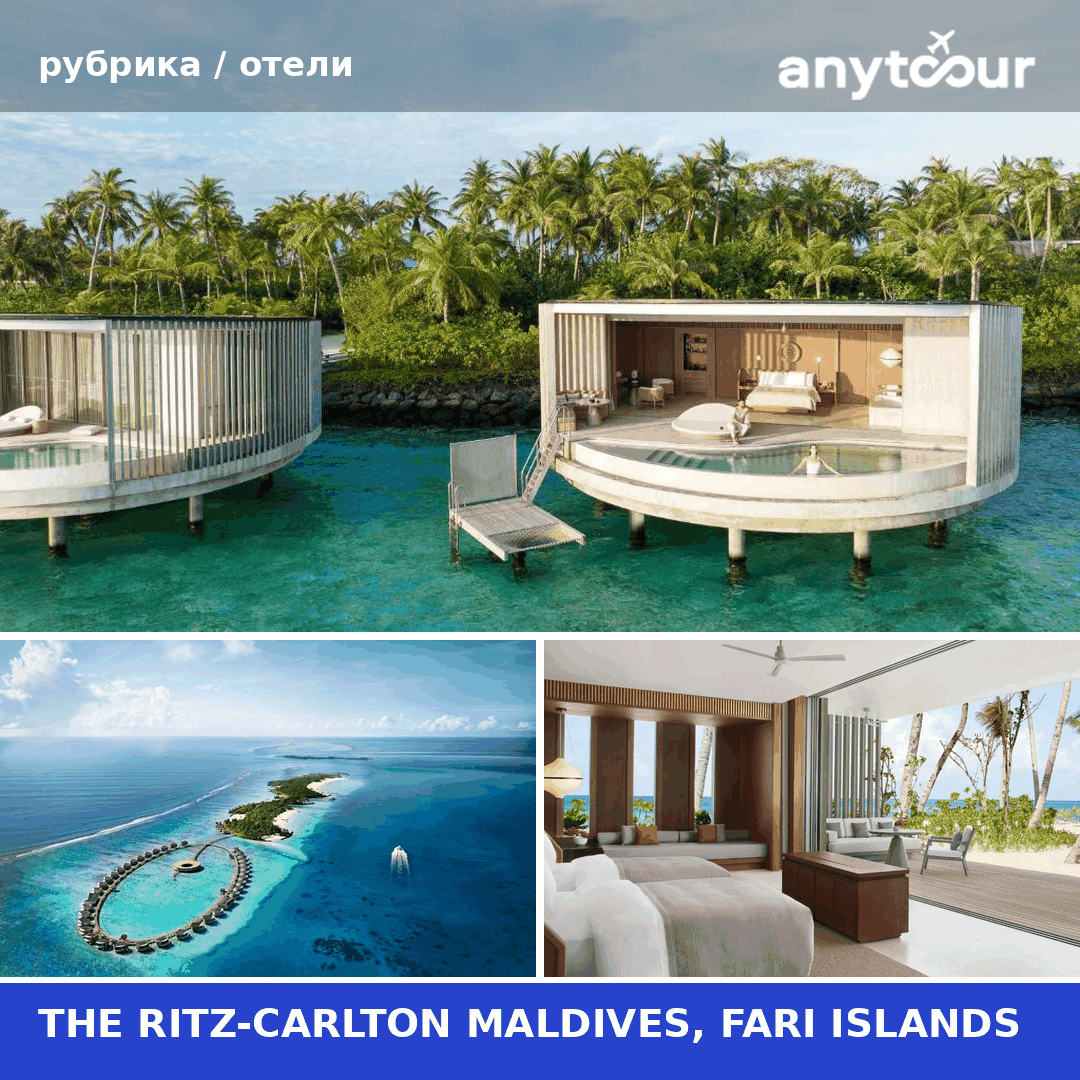 рубрика / отели
anytour
THE RITZ-CARLTON MALDIVES, FARI ISLANDS